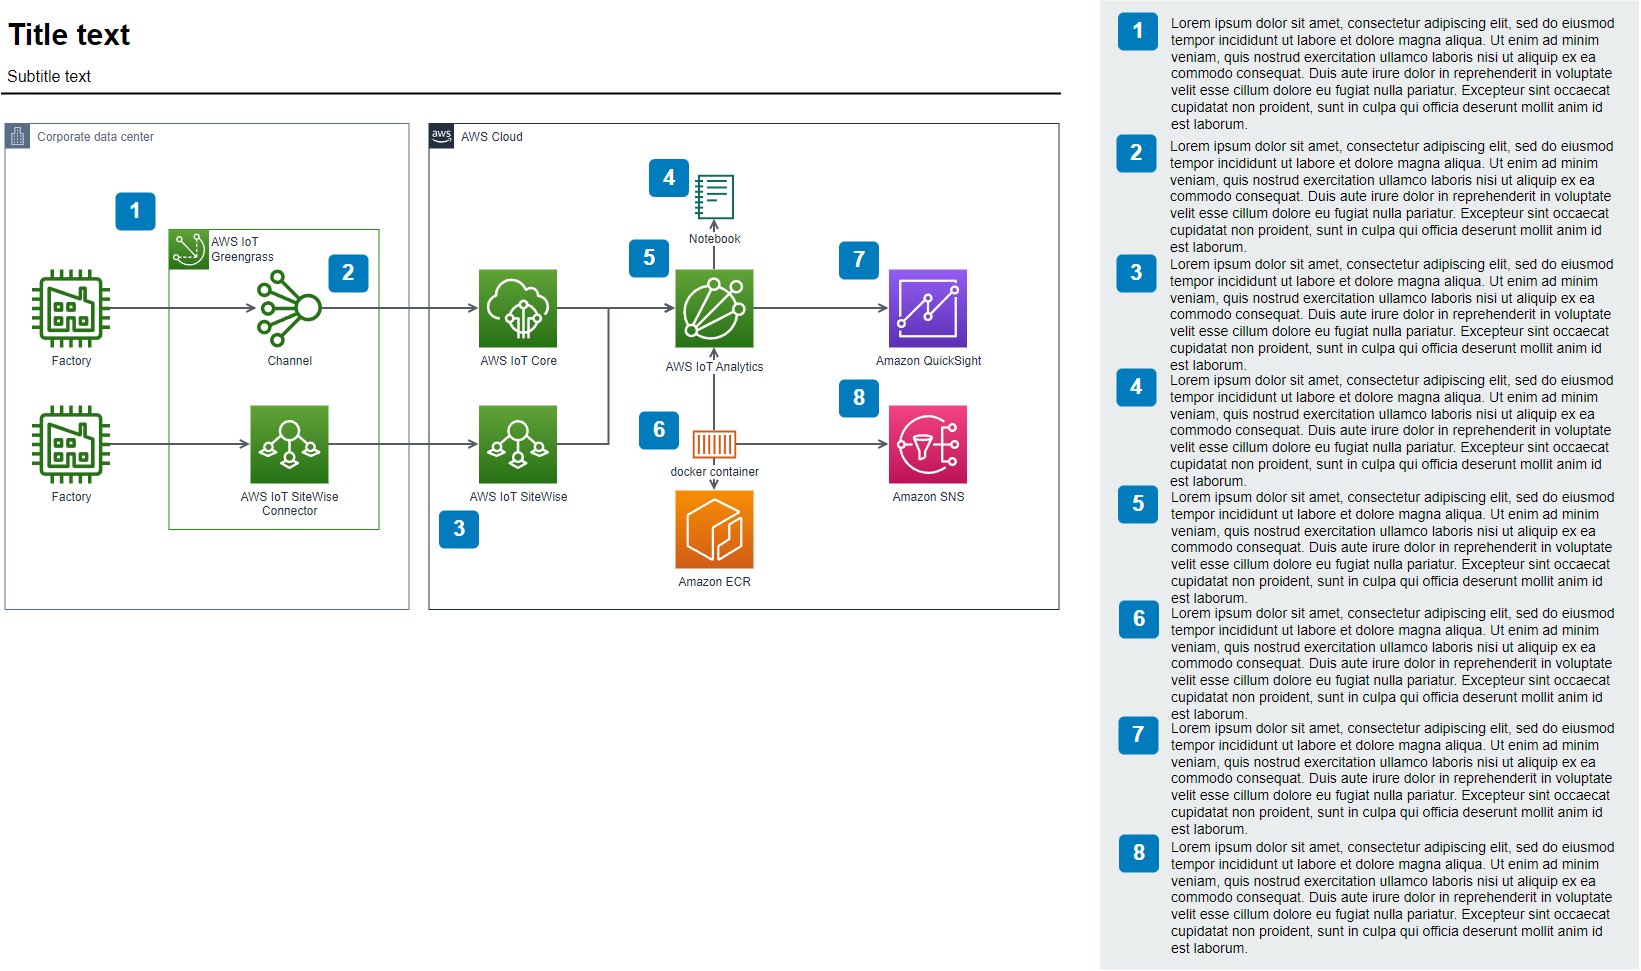 Title text
Subtitle text
Corporate data center
aws
AWS Cloud
1
4
AWS IoT
Greengrass
Notebook
2
5
7
Factory
Channel
AWS IoT Core
AWS IoT Analytics
Amazon QuickSight
8
6
docker container
Factory
AWS IoT SiteWise
Connector
AWS IoT SiteWise
Amazon SNS
3
Amazon ECR
1
Lorem ipsum dolor sit amet, consectetur adipiscing elit, sed do eiusmod
tempor incididunt ut labore et dolore magna aliqua. Ut enim ad minim
veniam, quis nostrud exercitation ullamco laboris nisi ut aliquip ex ea
commodo consequat. Duis aute irure dolor in reprehenderit in voluptate
velit esse cillum dolore eu fugiat nulla pariatur. Excepteur sint occaecat
cupidatat non proident, sunt in culpa qui officia deserunt mollit anim id
est laborum.
2
Lorem ipsum dolor sit amet, consectetur adipiscing elit, sed do eiusmod
tempor incididunt ut labore et dolore magna aliqua. Ut enim ad minim
veniam, quis nostrud exercitation ullamco laboris nisi ut aliquip ex ea
commodo consequat. Duis aute irure dolor in reprehenderit in voluptate
velit esse cillum dolore eu fugiat nulla pariatur. Excepteur sint occaecat
cupidatat non proident, sunt in culpa qui officia deserunt mollit anim id
est laborum.
3
Lorem ipsum dolor sit amet, consectetur adipiscing elit, sed do eiusmod
tempor incididunt ut labore et dolore magna aliqua. Ut enim ad minim
veniam, quis nostrud exercitation ullamco laboris nisi ut aliquip ex ea
commodo consequat. Duis aute irure dolor in reprehenderit in voluptate
velit esse cillum dolore eu fugiat nulla pariatur. Excepteur sint occaecat
cupidatat non proident, sunt in culpa qui officia deserunt mollit anim id
est laborum.
4
Lorem ipsum dolor sit amet, consectetur adipiscing elit, sed do eiusmod
tempor incididunt ut labore et dolore magna aliqua. Ut enim ad minim
veniam, quis nostrud exercitation ullamco laboris nisi ut aliquip ex ea
commodo consequat. Duis aute irure dolor in reprehenderit in voluptate
velit esse cillum dolore eu fugiat nulla pariatur. Excepteur sint occaecat
cupidatat non proident, sunt in culpa qui officia deserunt mollit anim id
est laborum.
5
Lorem ipsum dolor sit amet, consectetur adipiscing elit, sed do eiusmod
tempor incididunt ut labore et dolore magna aliqua. Ut enim ad minim
veniam, quis nostrud exercitation ullamco laboris nisi ut aliquip ex ea
commodo consequat. Duis aute irure dolor in reprehenderit in voluptate
velit esse cillum dolore eu fugiat nulla pariatur. Excepteur sint occaecat
cupidatat non proident, sunt in culpa qui officia deserunt mollit anim id
est laborum.
6
Lorem ipsum dolor sit amet, consectetur adipiscing elit, sed do eiusmod
tempor incididunt ut labore et dolore magna aliqua. Ut enim ad minim
veniam, quis nostrud exercitation ullamco laboris nisi ut aliquip ex ea
commodo consequat. Duis aute irure dolor in reprehenderit in voluptate
velit esse cillum dolore eu fugiat nulla pariatur. Excepteur sint occaecat
cupidatat non proident, sunt in culpa qui officia deserunt mollit anim id
est laborum.
7
Lorem ipsum dolor sit amet, consectetur adipiscing elit, sed do eiusmod
tempor incididunt ut labore et dolore magna aliqua. Ut enim ad minim
veniam, quis nostrud exercitation ullamco laboris nisi ut aliquip ex ea
commodo consequat. Duis aute irure dolor in reprehenderit in voluptate
velit esse cillum dolore eu fugiat nulla pariatur. Excepteur sint occaecat
cupidatat non proident, sunt in culpa qui officia deserunt mollit anim id
est laborum.
8
Lorem ipsum dolor sit amet, consectetur adipiscing elit, sed do eiusmod
tempor incididunt ut labore et dolore magna aliqua. Ut enim ad minim
veniam, quis nostrud exercitation ullamco laboris nisi ut aliquip ex ea
commodo consequat. Duis aute irure dolor in reprehenderit in voluptate
velit esse cillum dolore eu fugiat nulla pariatur. Excepteur sint occaecat
cupidatat non proident, sunt in culpa qui officia deserunt mollit anim id
est laborum.